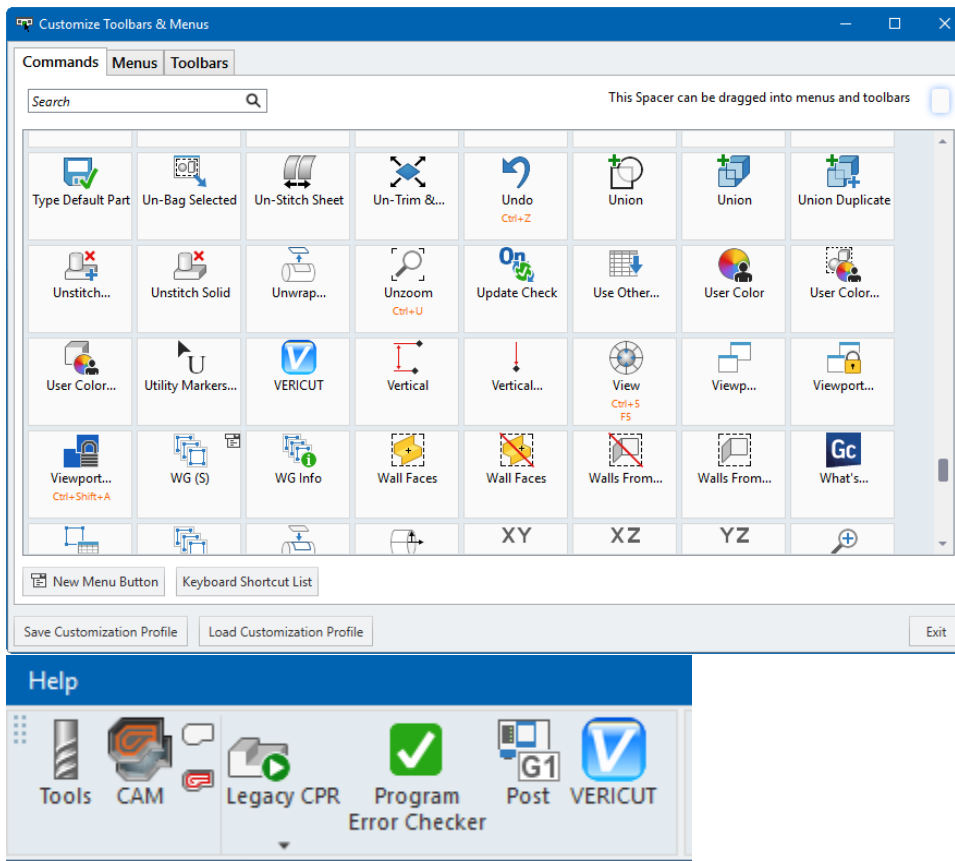 Customize Toolbars & Menus
Commands Menus Toolbars
Search
This Spacer can be dragged into menus and toolbars
Type Default Part Un-Bag Selected Un-Stitch Sheet Un-Trim &... Undo Union Union Union Duplicate
Ctrl+Z
On
Unstitch... Unstitch Solid Unwrap... Unzoom Update Check Use Other... User Color User Color...
Ctrl+U
U
User Color... Utility Markers... VERICUT Vertical Vertical... View Viewp... Viewport...
Ctrl+S
F5
Gc
Viewport... WG (S) WG Info Wall Faces Wall Faces Walls From... Walls From... What's...
Ctrl+Shift+A
XY XZ YZ
New Menu Button Keyboard Shortcut List
Save Customization Profile Load Customization Profile Exit
Help
G1
Tools CAM Legacy CPR Program Post VERICUT
Error Checker